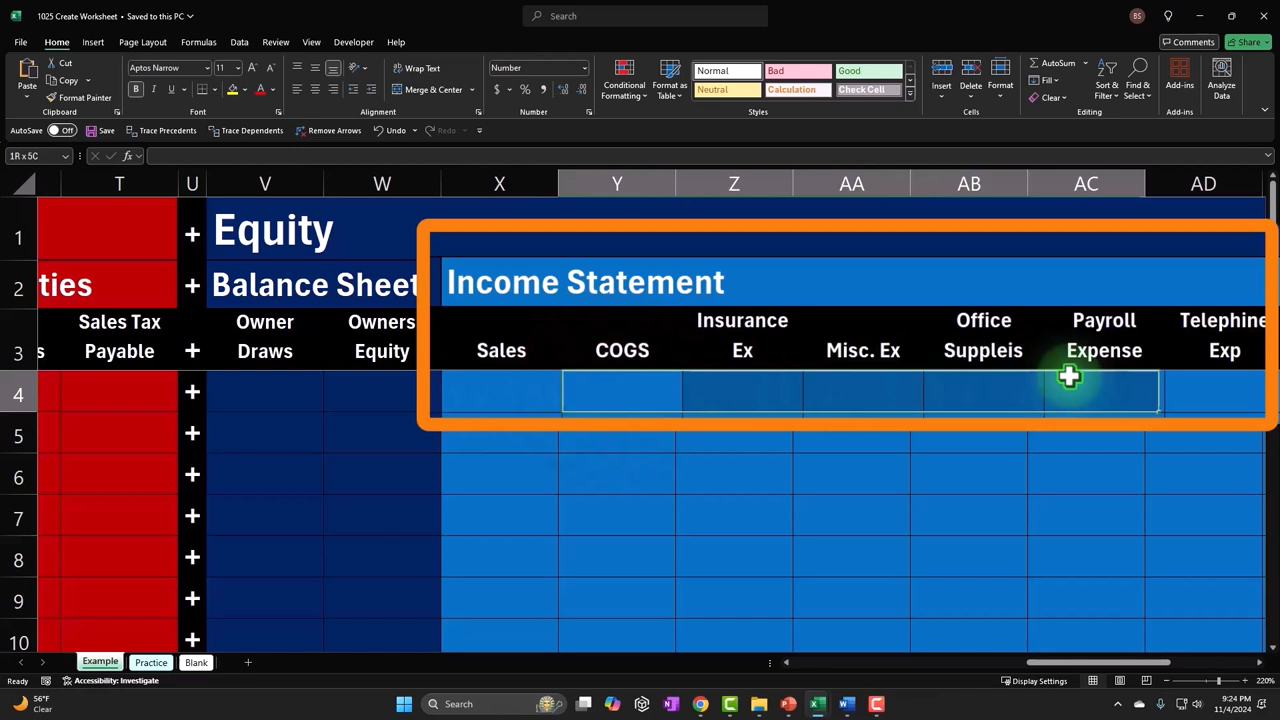 1025 Create Worksheet • Saved to this PC
Search
BS
File Home Insert Page Layout Formulas Data Review View Developer Help
Comments Share
Paste
Cut
Copy
Format Painter
Clipboard
Aptos Narrow 11
B I U
Font
Wrap Text
Merge & Center
Alignment
Number
$ % ,
Number
Conditional Formatting
Format as Table
Normal Bad Good
Neutral Calculation Check Cell
Styles
Insert Delete Format
Cells
AutoSum
Fill
Clear
Sort & Filter
Find & Select
Editing
Add-ins
Add-ins
Analyze Data
AutoSave Off Save Trace Precedents Trace Dependents Remove Arrows Undo Redo
1R x 5C fx
T U V W X Y Z AA AB AC AD
1 + Equity
2 ties + Balance Sheet Income Statement
Sales Tax Owner Owners Insurance Office Payroll Telephine
3 s Payable + Draws Equity Sales COGS Ex Misc. Ex Suppleis Expense Exp
4 +
5 +
6 +
7 +
8 +
9 +
10 +
Example Practice Blank +
Ready Accessibility: Investigate Display Settings 220%
56°F
Clear
Search
9:24 PM
11/4/2024